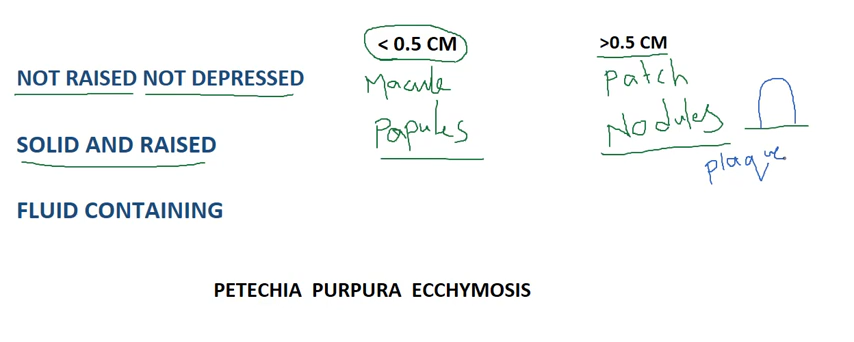 < 0.5 CM >0.5 CM
NOT RAISED NOT DEPRESSED Macule Patch
SOLID AND RAISED Papules Nodules
plaque
FLUID CONTAINING
PETECHIA PURPURA ECCHYMOSIS